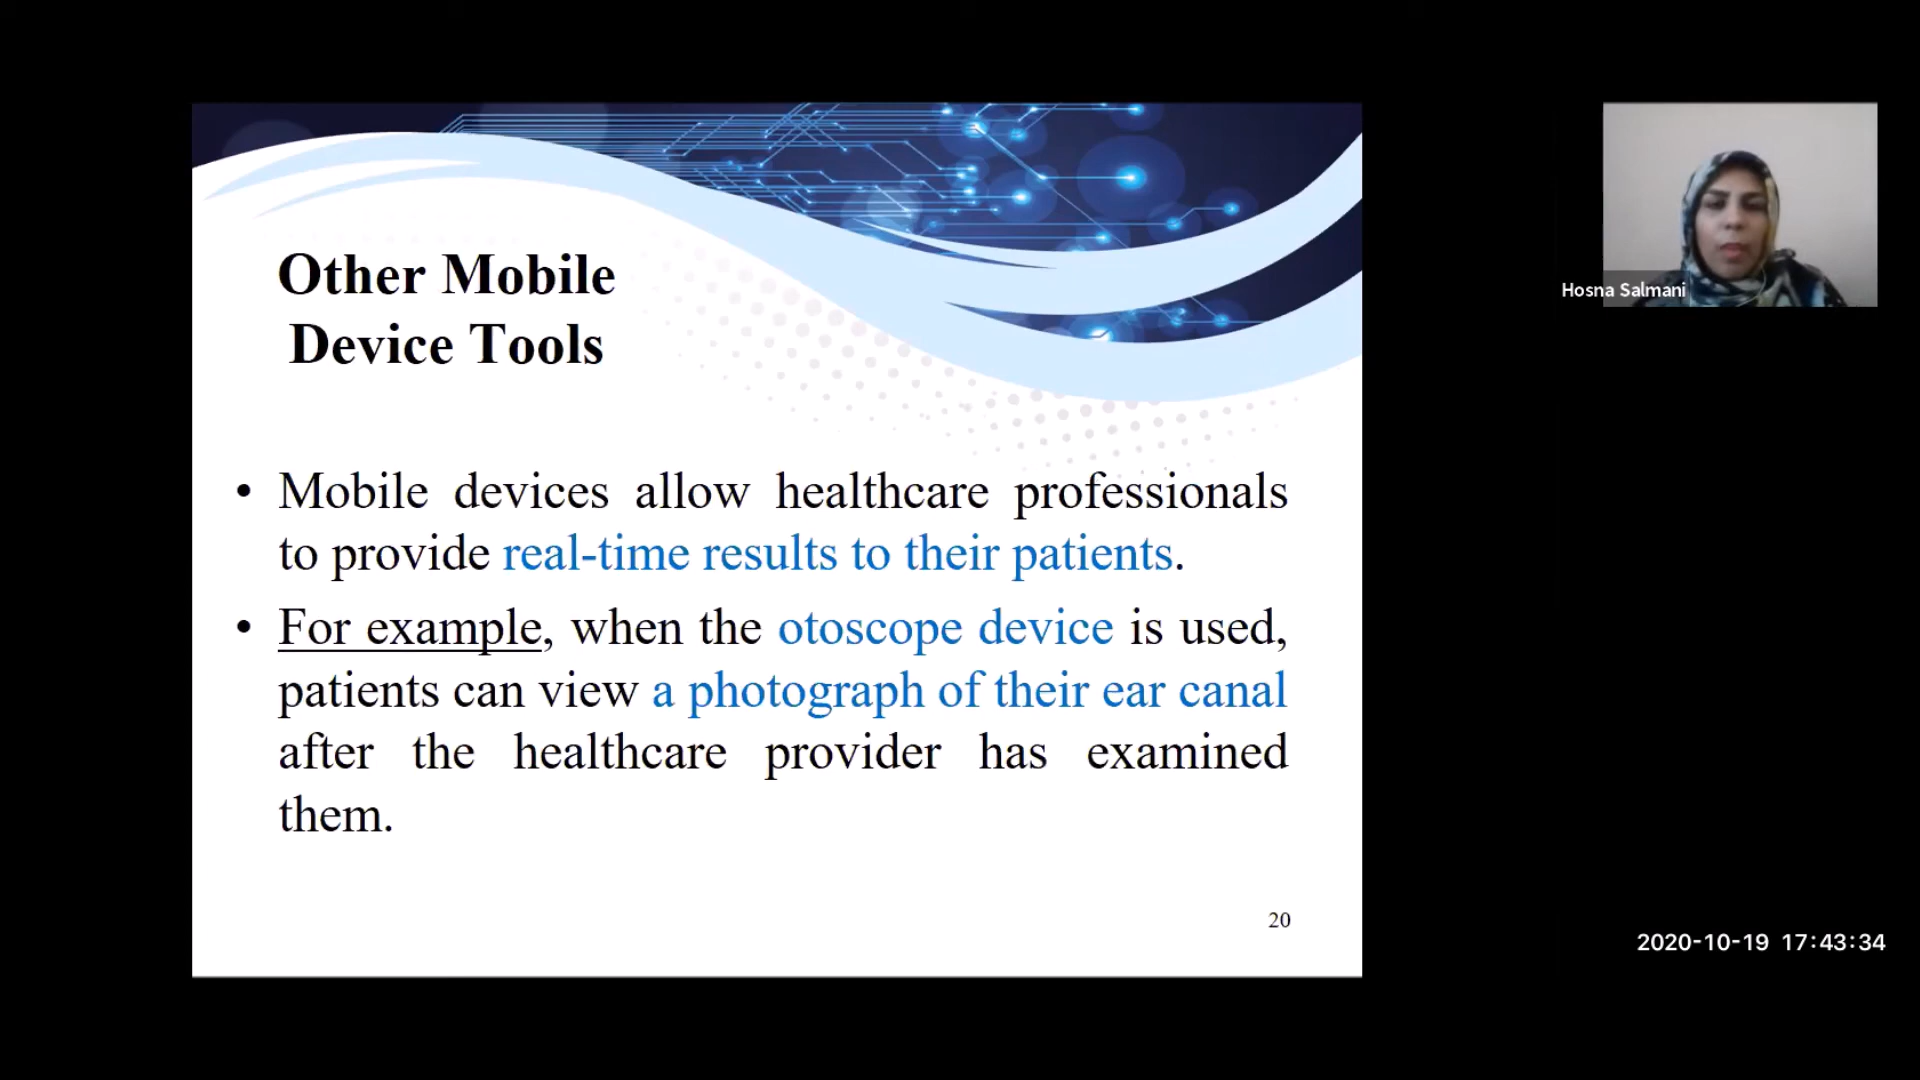 Other Mobile
Device Tools
• Mobile devices allow healthcare professionals
to provide real-time results to their patients.
• For example, when the otoscope device is used,
patients can view a photograph of their ear canal
after the healthcare provider has examined
them.
20
Hosna Salmani
2020-10-19 17:43:34